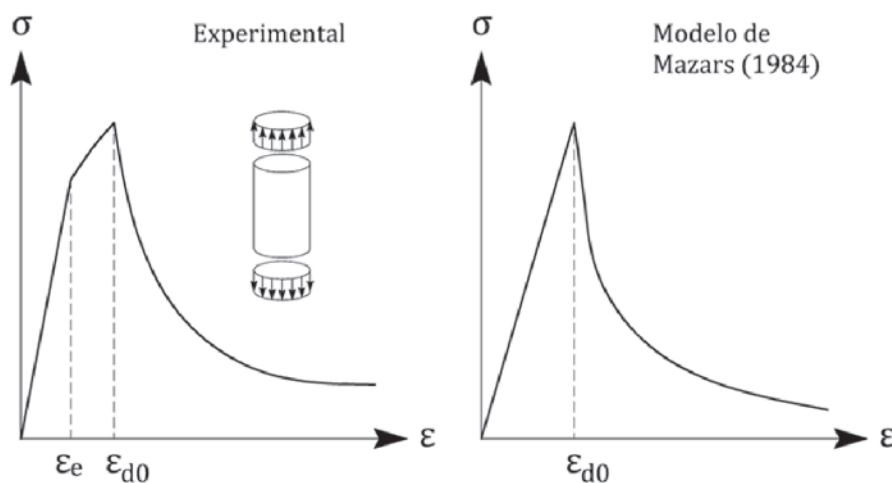 σ
Experimental
ε
εe
εd0
σ
Modelo de
Mazars (1984)
ε
εd0